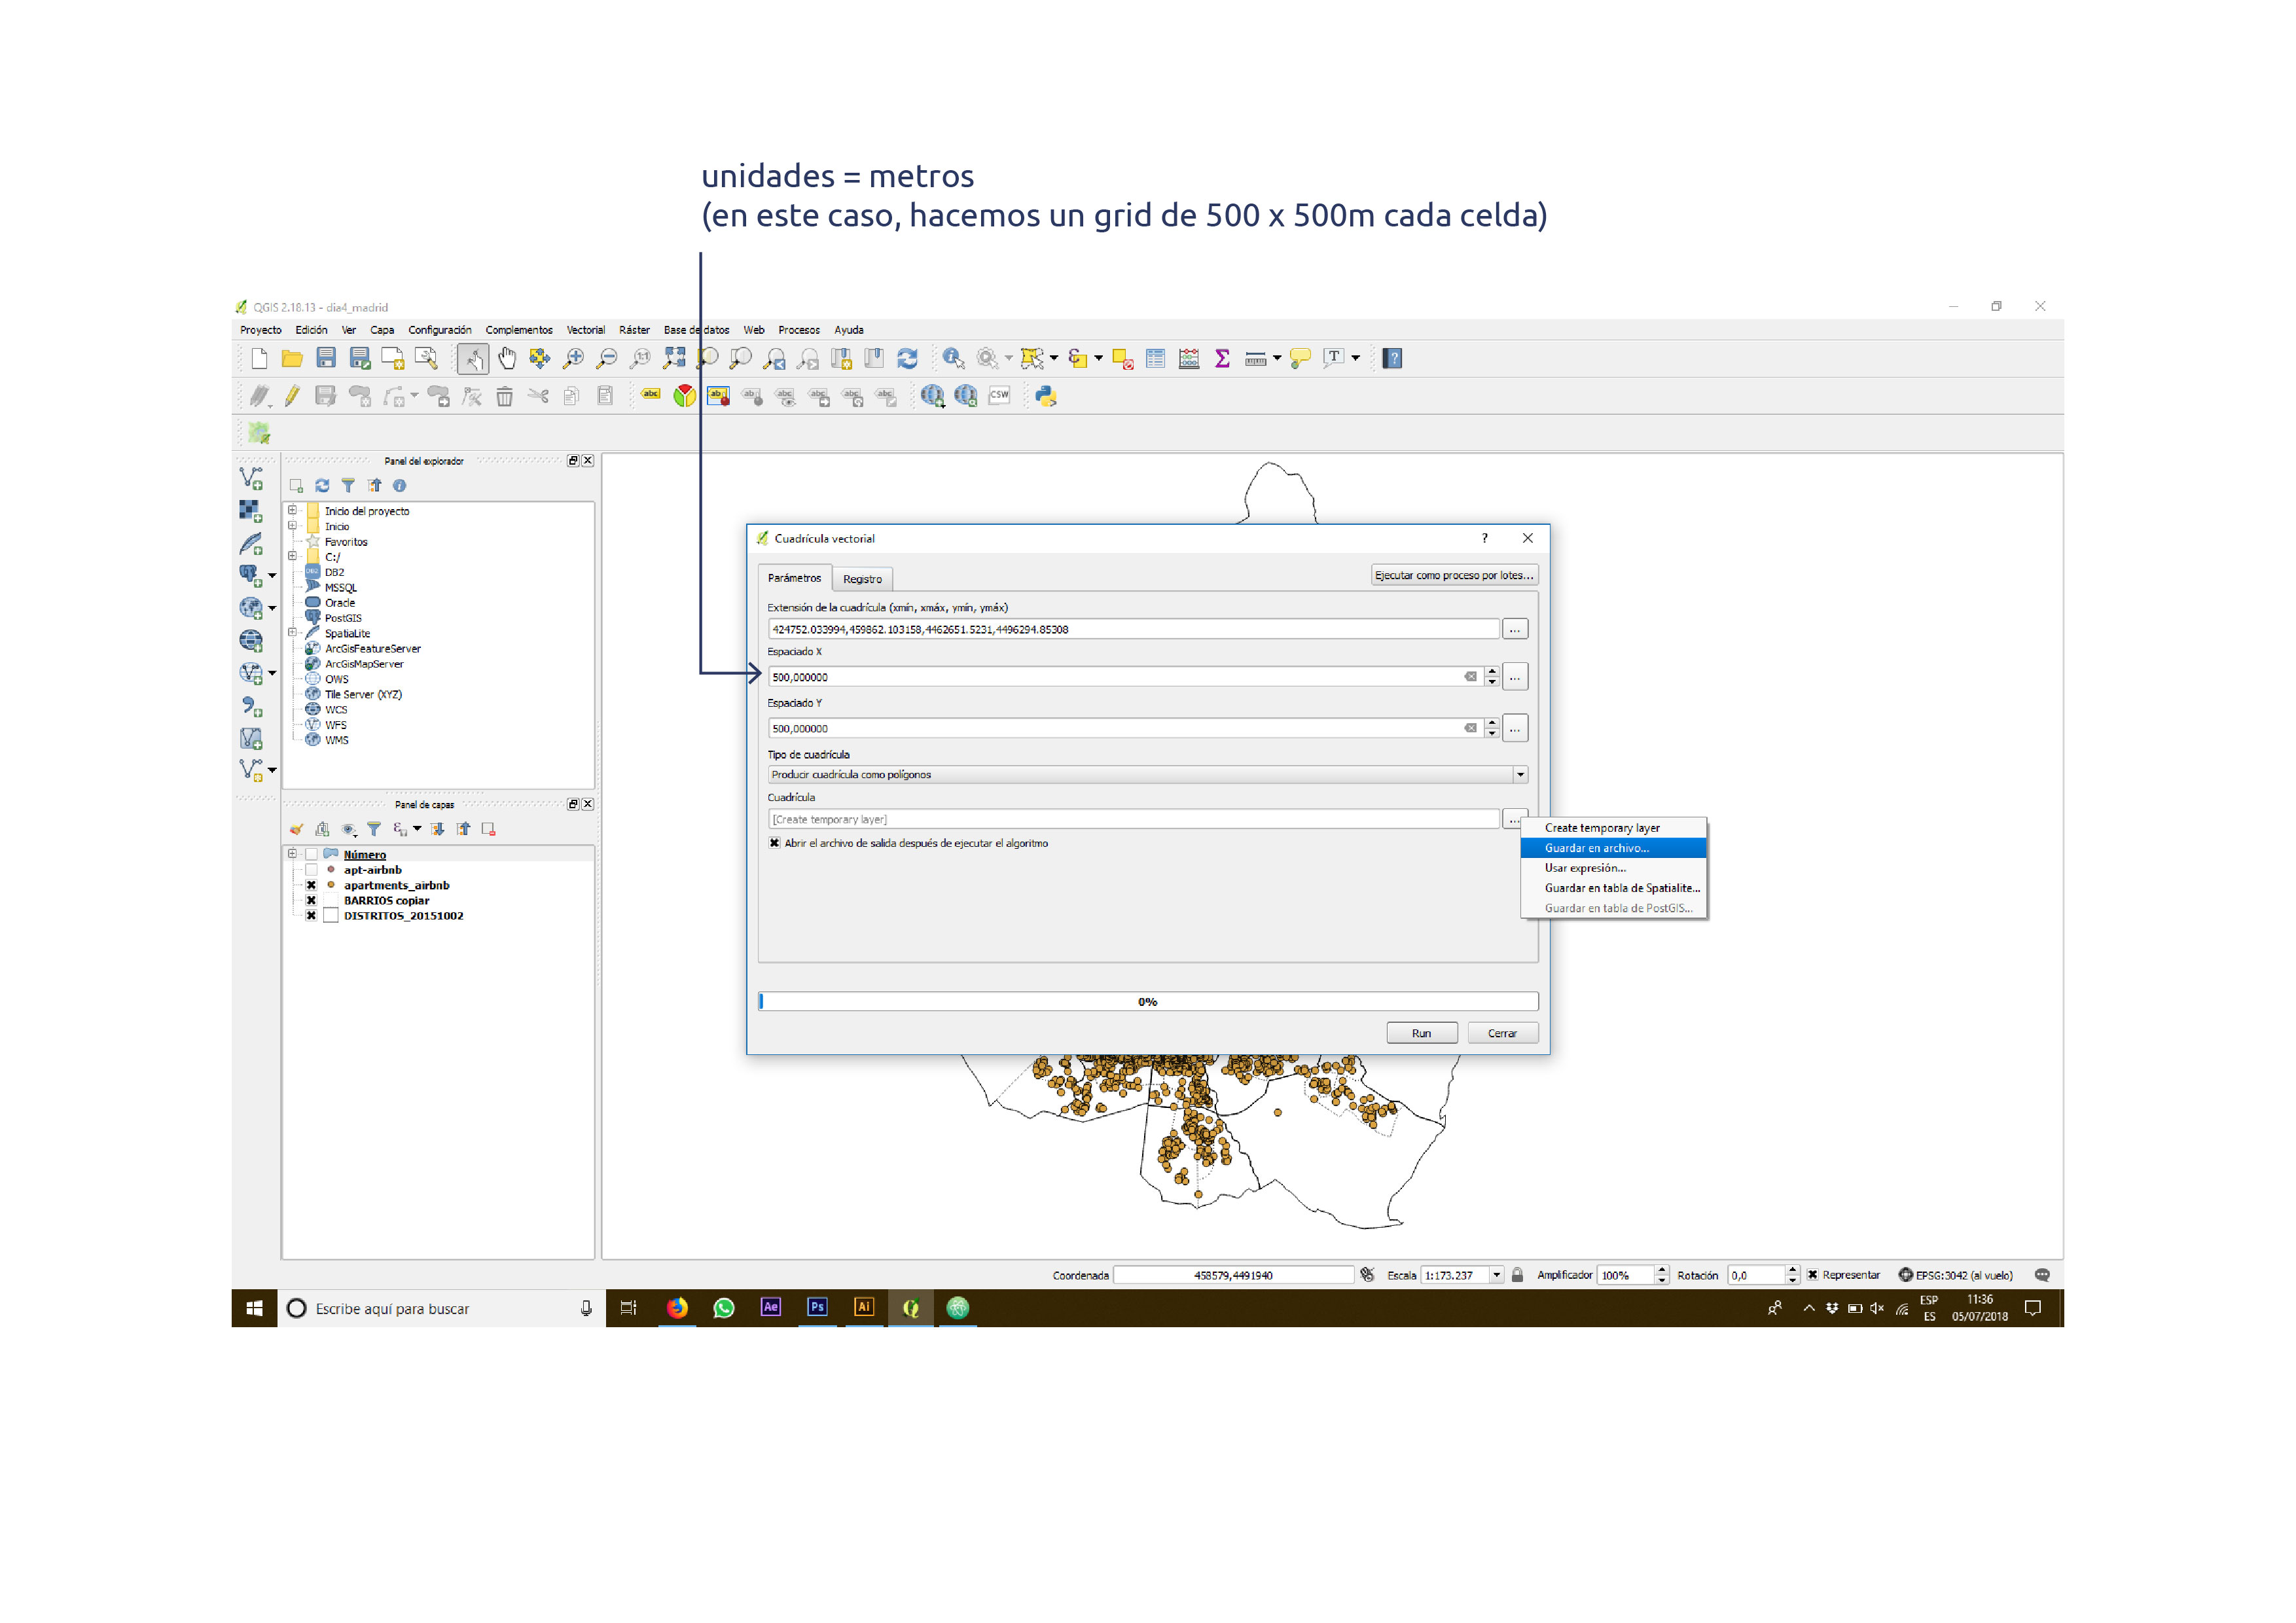 unidades = metros
(en este caso, hacemos un grid de 500 x 500m cada celda)
QGIS 2.18.13 - dia4_madrid
Proyecto Edición Ver Capa Configuración Complementos Vectorial Ráster Base de datos Web Procesos Ayuda
Panel del explorador
Inicio del proyecto
Inicio
Favoritos
C:/
DB2
MSSQL
Oracle
PostGIS
SpatiaLite
ArcGisFeatureServer
ArcGisMapServer
OWS
Tile Server (XYZ)
WCS
WFS
WMS
Panel de capas
Número
apt-airbnb
apartments_airbnb
BARRIOS copiar
DISTRITOS_20151002
Cuadrícula vectorial
Parámetros Registro Ejecutar como proceso por lotes...
Extensión de la cuadrícula (xmín, xmáx, ymín, ymáx)
424752.033994,459862.103158,4462651.5231,4496294.85308 ...
Espaciado X
500,000000 ...
Espaciado Y
500,000000 ...
Tipo de cuadrícula
Producir cuadrícula como polígonos
Cuadrícula
[Create temporary layer] ...
Abrir el archivo de salida después de ejecutar el algoritmo
Create temporary layer
Guardar en archivo...
Usar expresión...
Guardar en tabla de Spatialite...
Guardar en tabla de PostGIS...
0%
Run Cerrar
Coordenada 458579,4491940 Escala 1:173.237 Amplificador 100% Rotación 0,0 Representar EPSG:3042 (al vuelo)
Escribe aquí para buscar
Ae Ps Ai
ESP
ES
11:36
05/07/2018